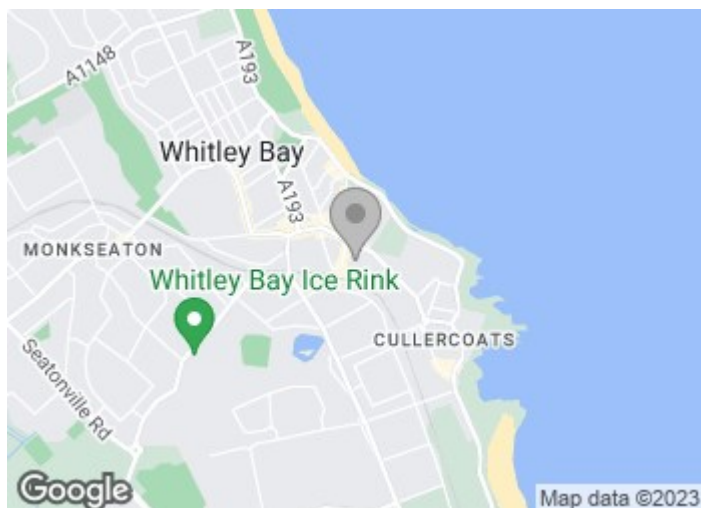 A1148
A193
Whitley Bay
A193
MONKSEATON
Whitley Bay Ice Rink
CULLERCOATS
Seatonville Rd
Google
Map data ©2023